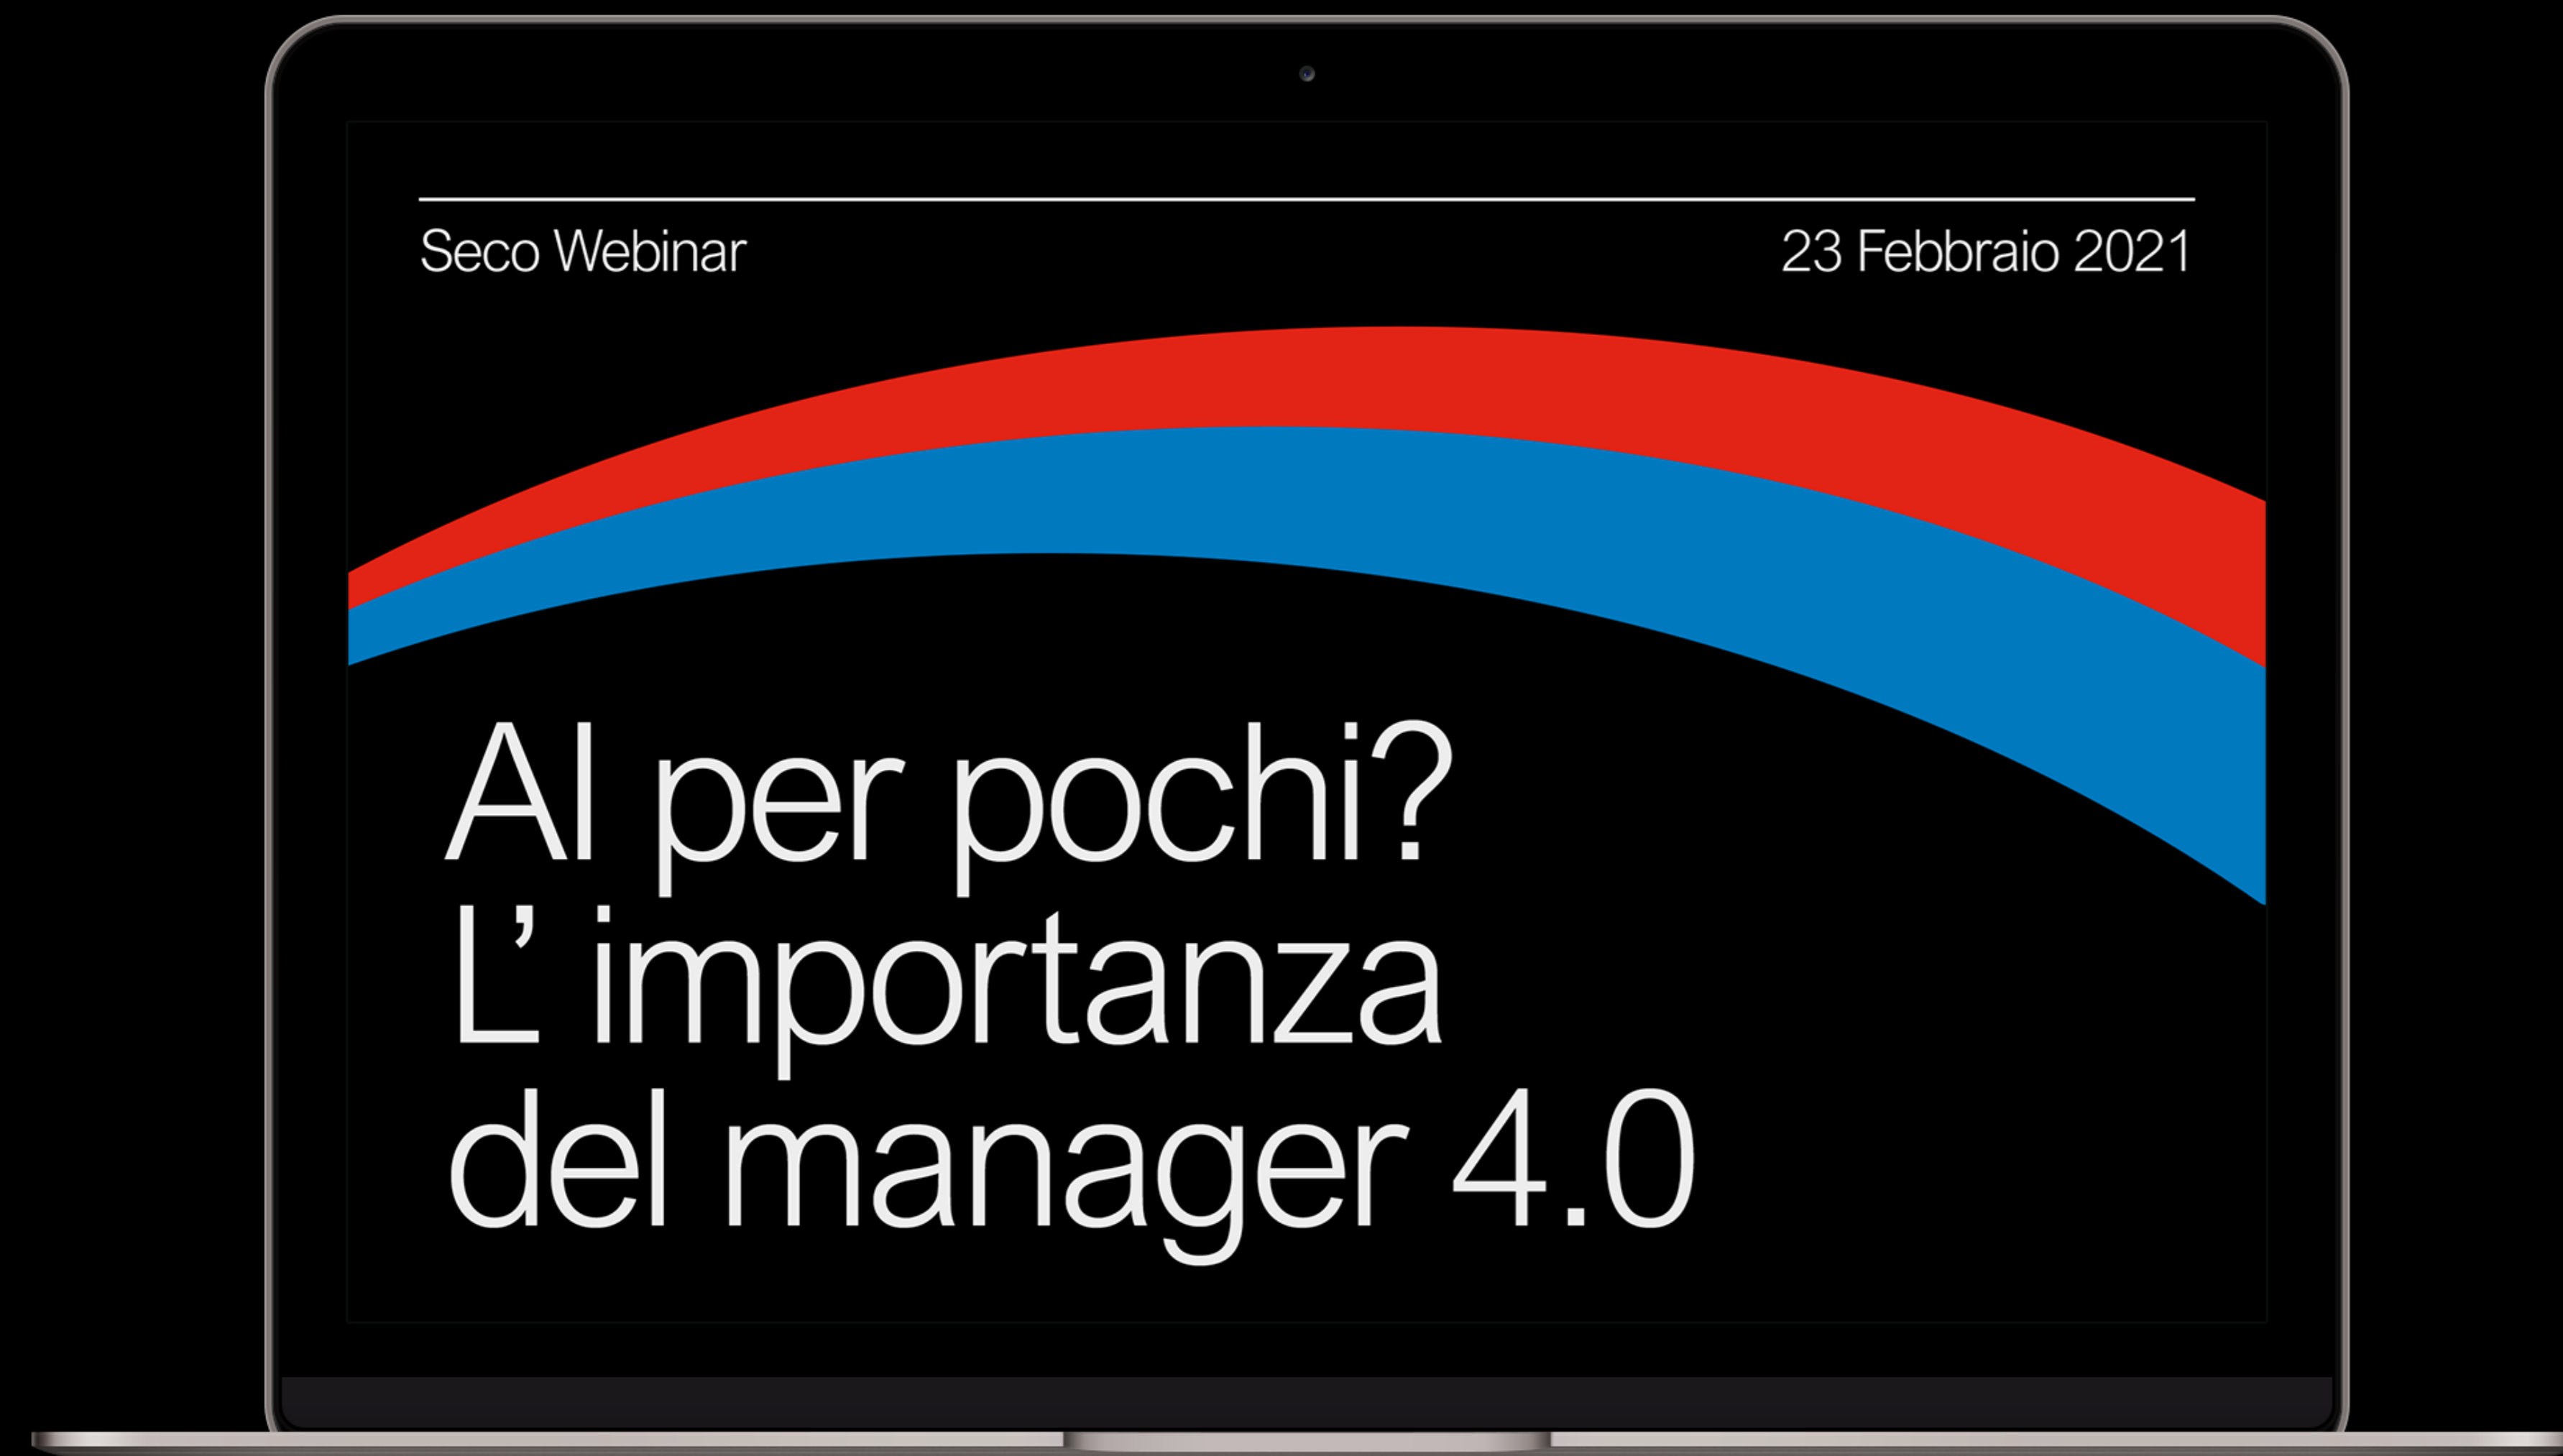 Seco Webinar
23 Febbraio 2021
AI per pochi?
L’ importanza
del manager 4.0